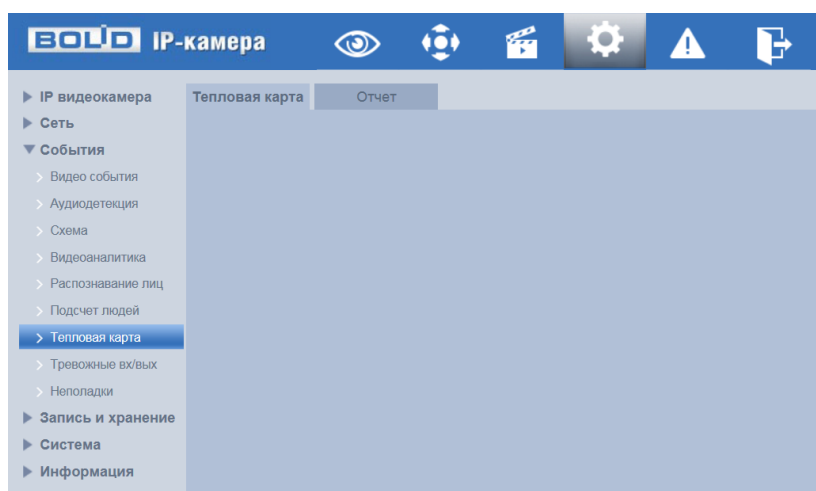 BOLID IP-камера
Тепловая карта Отчет
IP видеокамера
Сеть
События
Видео события
Аудиодетекция
Схема
Видеоаналитика
Распознавание лиц
Подсчет людей
Тепловая карта
Тревожные вх/вых
Неполадки
Запись и хранение
Система
Информация